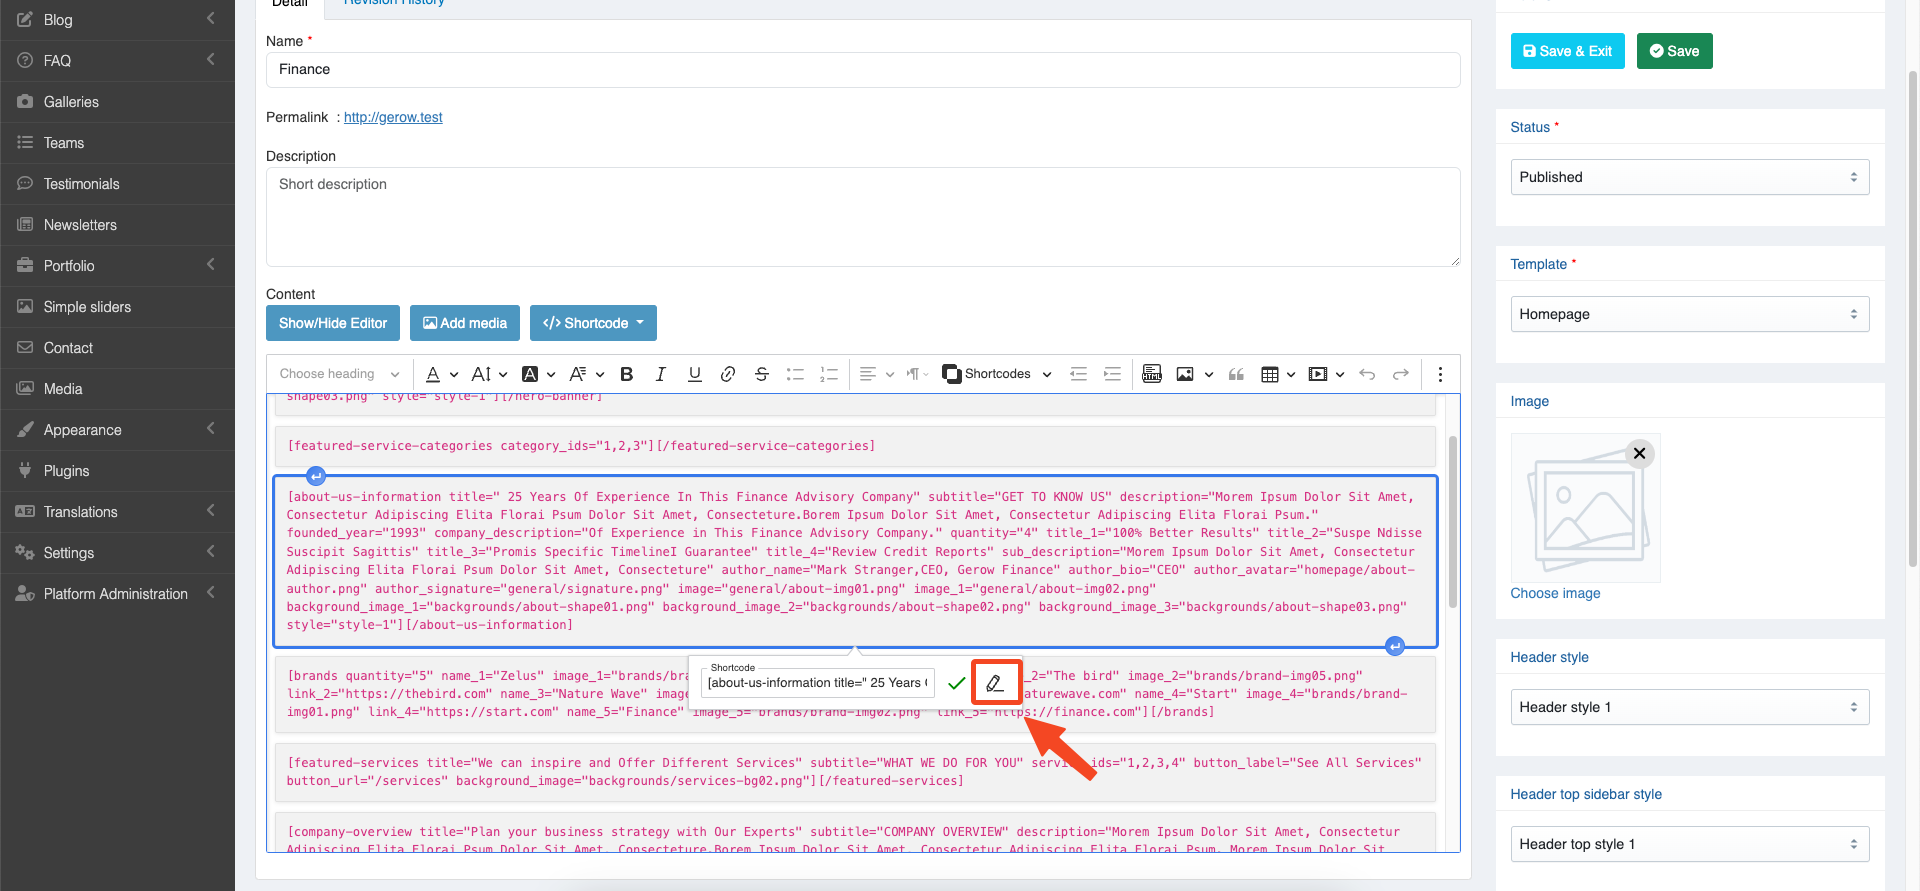 Blog
FAQ
Galleries
Teams
Testimonials
Newsletters
Portfolio
Simple sliders
Contact
Media
Appearance
Plugins
Translations
Settings
Platform Administration
Detail
Revision History
Name *
Finance
Permalink : http://gerow.test
Description
Short description
Content
Show/Hide Editor
Add media
</> Shortcode
Choose heading
Shortcodes
shape03.png" style="style-1"][/hero-banner]
[featured-service-categories category_ids="1,2,3"][/featured-service-categories]
[about-us-information title=" 25 Years Of Experience In This Finance Advisory Company" subtitle="GET TO KNOW US" description="Morem Ipsum Dolor Sit Amet,
Consectetur Adipiscing Elita Florai Psum Dolor Sit Amet, Consecteture.Borem Ipsum Dolor Sit Amet, Consectetur Adipiscing Elita Florai Psum."
founded_year="1993" company_description="Of Experience in This Finance Advisory Company." quantity="4" title_1="100% Better Results" title_2="Suspe Ndisse
Suscipit Sagittis" title_3="Promis Specific TimelineI Guarantee" title_4="Review Credit Reports" sub_description="Morem Ipsum Dolor Sit Amet, Consectetur
Adipiscing Elita Florai Psum Dolor Sit Amet, Consecteture" author_name="Mark Stranger,CEO, Gerow Finance" author_bio="CEO" author_avatar="homepage/about-
author.png" author_signature="general/signature.png" image="general/about-img01.png" image_1="general/about-img02.png"
background_image_1="backgrounds/about-shape01.png" background_image_2="backgrounds/about-shape02.png" background_image_3="backgrounds/about-shape03.png"
style="style-1"][/about-us-information]
Shortcode
[about-us-information title=" 25 Years
[brands quantity="5" name_1="Zelus" image_1="brands/bra _2="The bird" image_2="brands/brand-img05.png"
link_2="https://thebird.com" name_3="Nature Wave" imag aturewave.com" name_4="Start" image_4="brands/brand-
img01.png" link_4="https://start.com" name_5="Finance" image_5="brands/brand-img02.png" link_5="https://finance.com"][/brands]
[featured-services title="We can inspire and Offer Different Services" subtitle="WHAT WE DO FOR YOU" servic ids="1,2,3,4" button_label="See All Services"
button_url="/services" background_image="backgrounds/services-bg02.png"][/featured-services]
[company-overview title="Plan your business strategy with Our Experts" subtitle="COMPANY OVERVIEW" description="Morem Ipsum Dolor Sit Amet, Consectetur
Adipiscing Elita Florai Psum Dolor Sit Amet, Consecteture.Borem Ipsum Dolor Sit Amet, Consectetur Adipiscing Elita Florai Psum. Morem Ipsum Dolor Sit
Save & Exit
Save
Status *
Published
Template *
Homepage
Image
Choose image
Header style
Header style 1
Header top sidebar style
Header top style 1